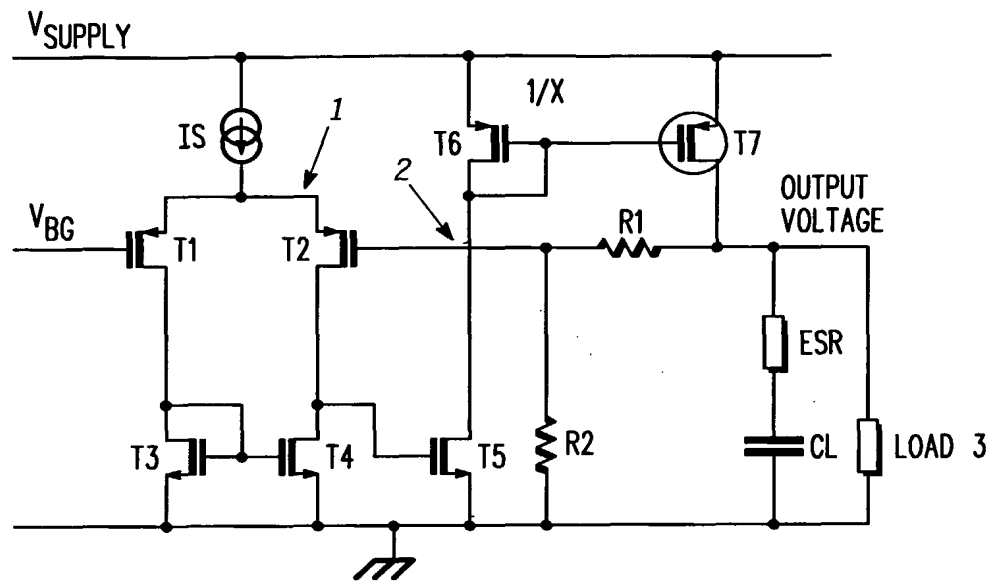 V_SUPPLY
1/X
1
IS
T6
T7
2
OUTPUT
VOLTAGE
V_BG
R1
T1
T2
ESR
T3
T4
T5
R2
CL
LOAD 3